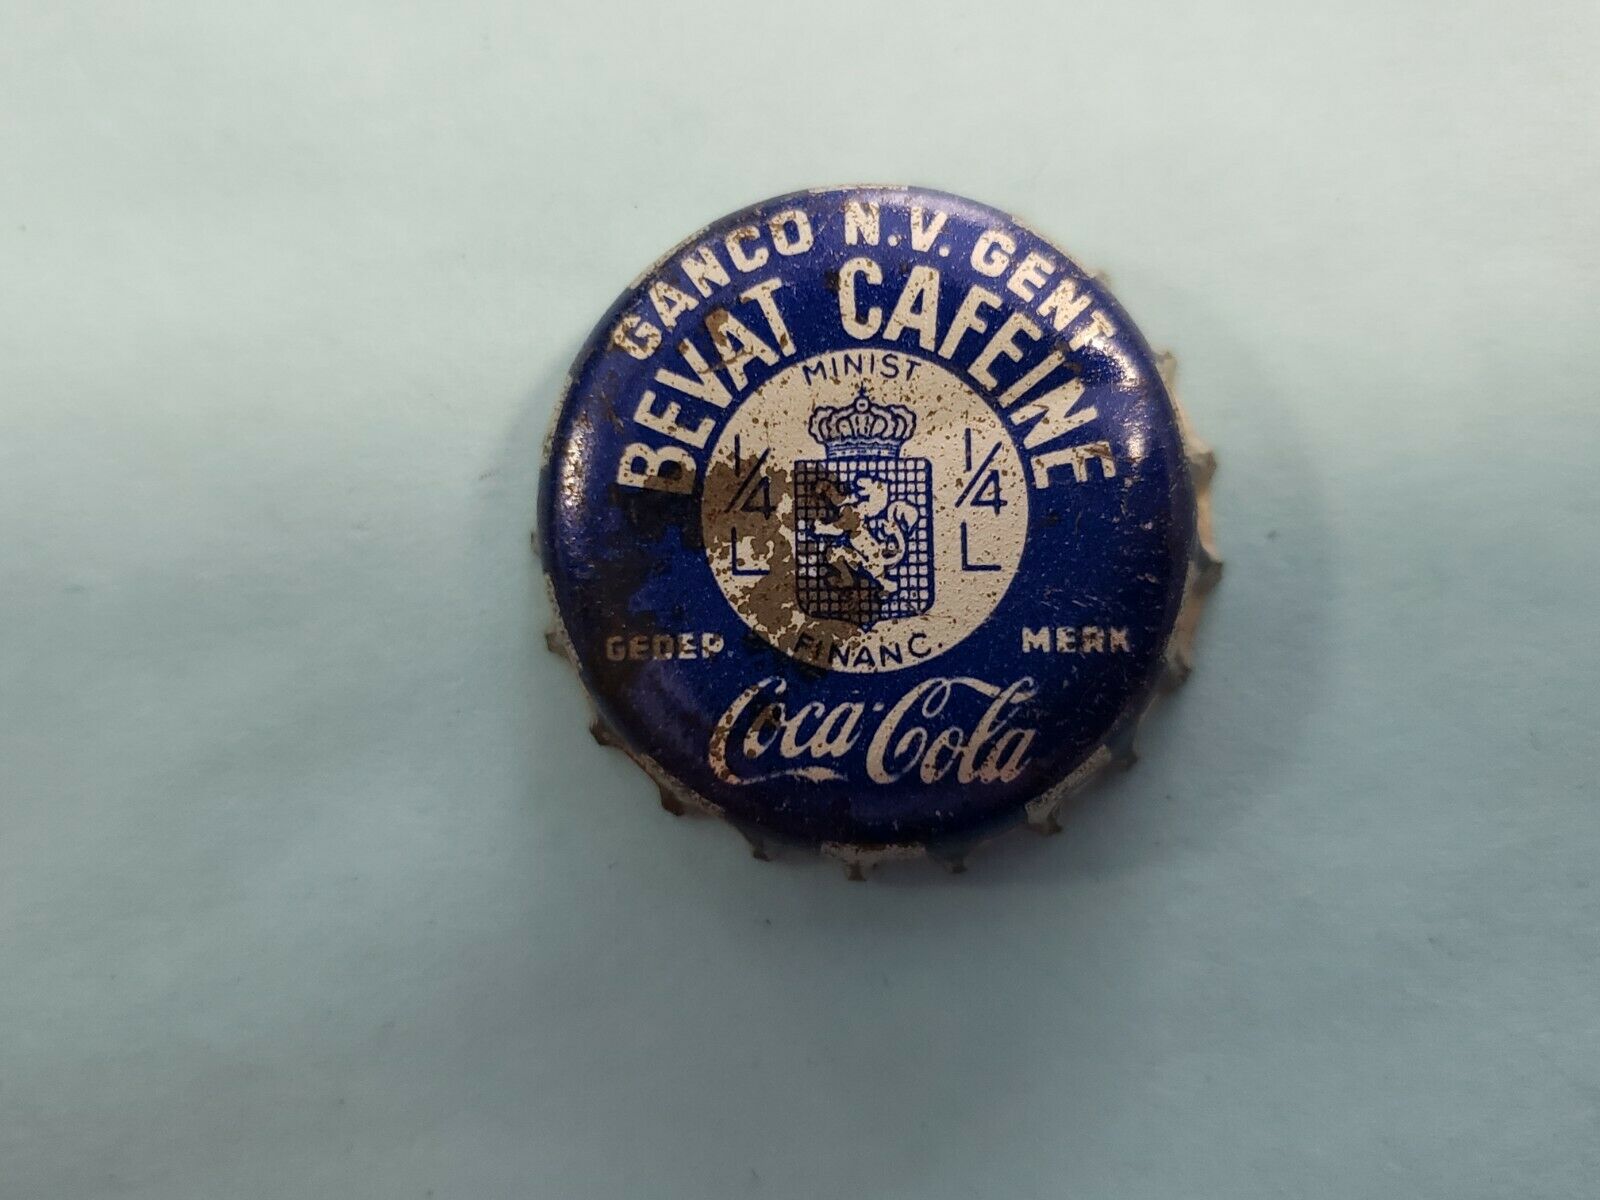 GANCO N.V. GENT
BEVAT CAFEINE
MINIST
1/4 L
1/4 L
FINANC.
GEDEP. MERK
Coca-Cola